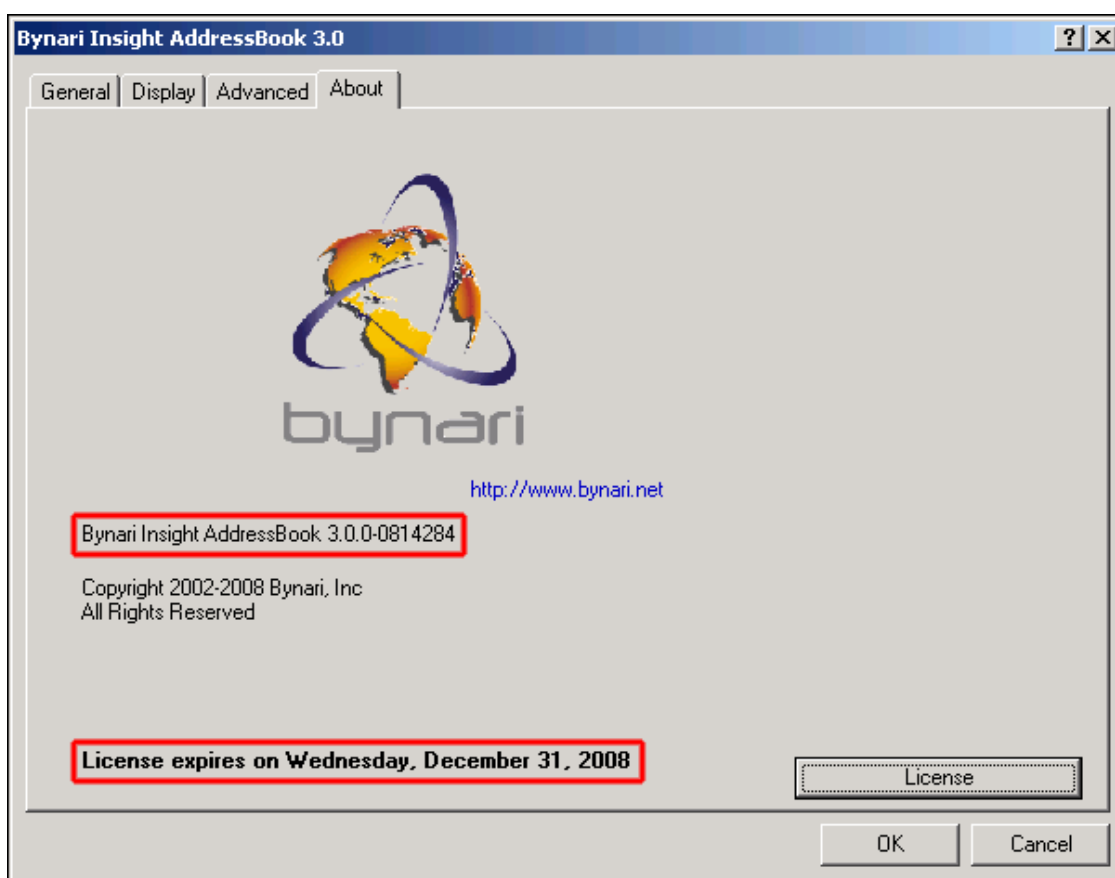 Bynari Insight AddressBook 3.0
General Display Advanced About
bynari
http://www.bynari.net
Bynari Insight AddressBook 3.0.0-0814284
Copyright 2002-2008 Bynari, Inc
All Rights Reserved
License expires on Wednesday, December 31, 2008
License
OK Cancel